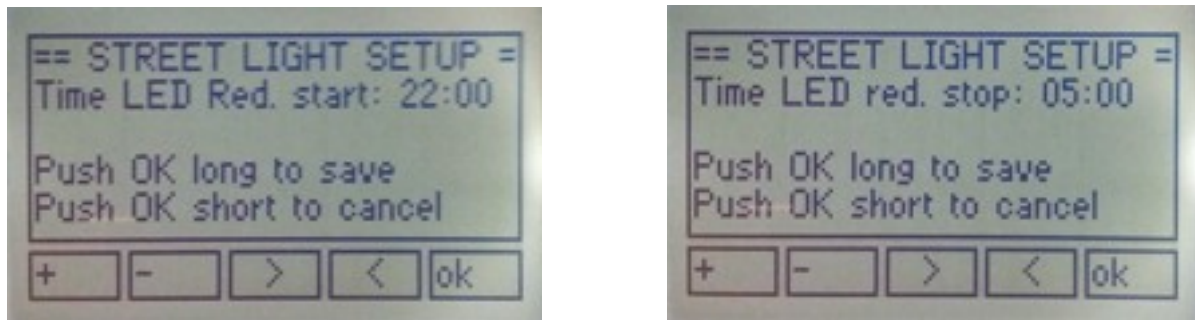 == STREET LIGHT SETUP =
Time LED Red. start: 22:00
Push OK long to save
Push OK short to cancel
+ - > < ok
== STREET LIGHT SETUP =
Time LED red. stop: 05:00
Push OK long to save
Push OK short to cancel
+ - > < ok